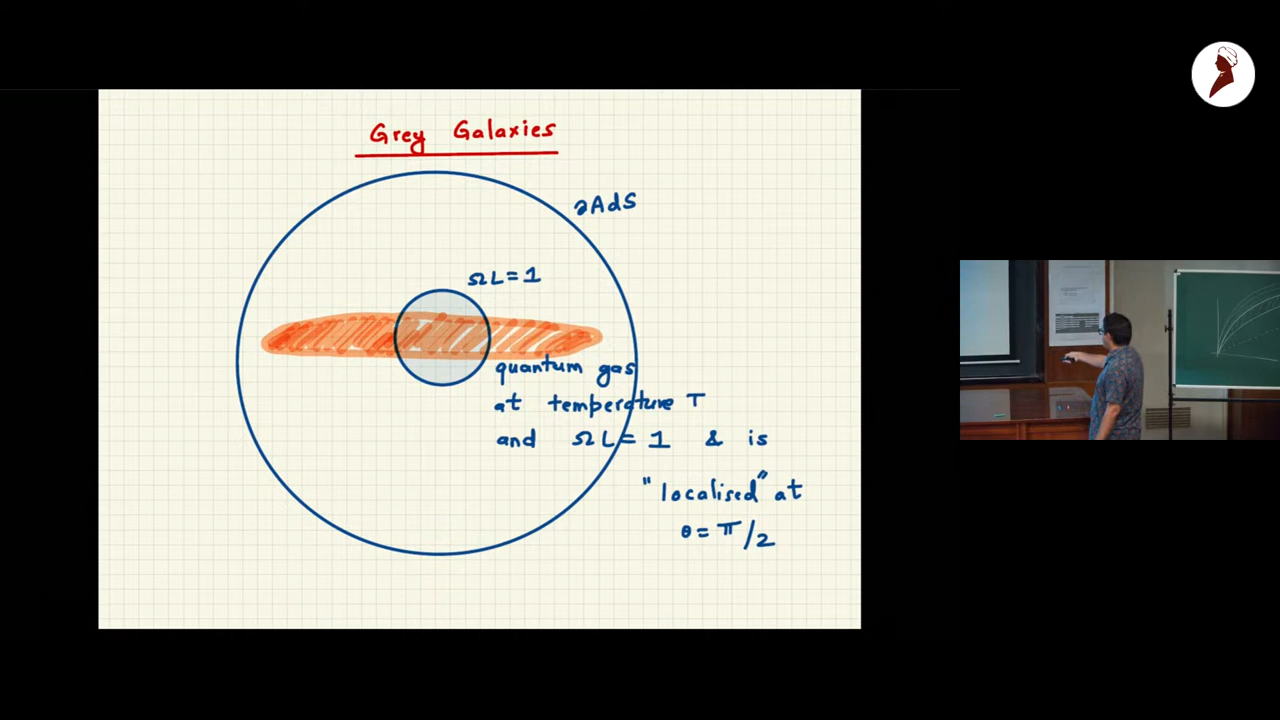 Grey Galaxies
∂AdS
ΩL=1
quantum gas
at temperature T
and ΩL=1 & is
"localised" at
θ=π/2